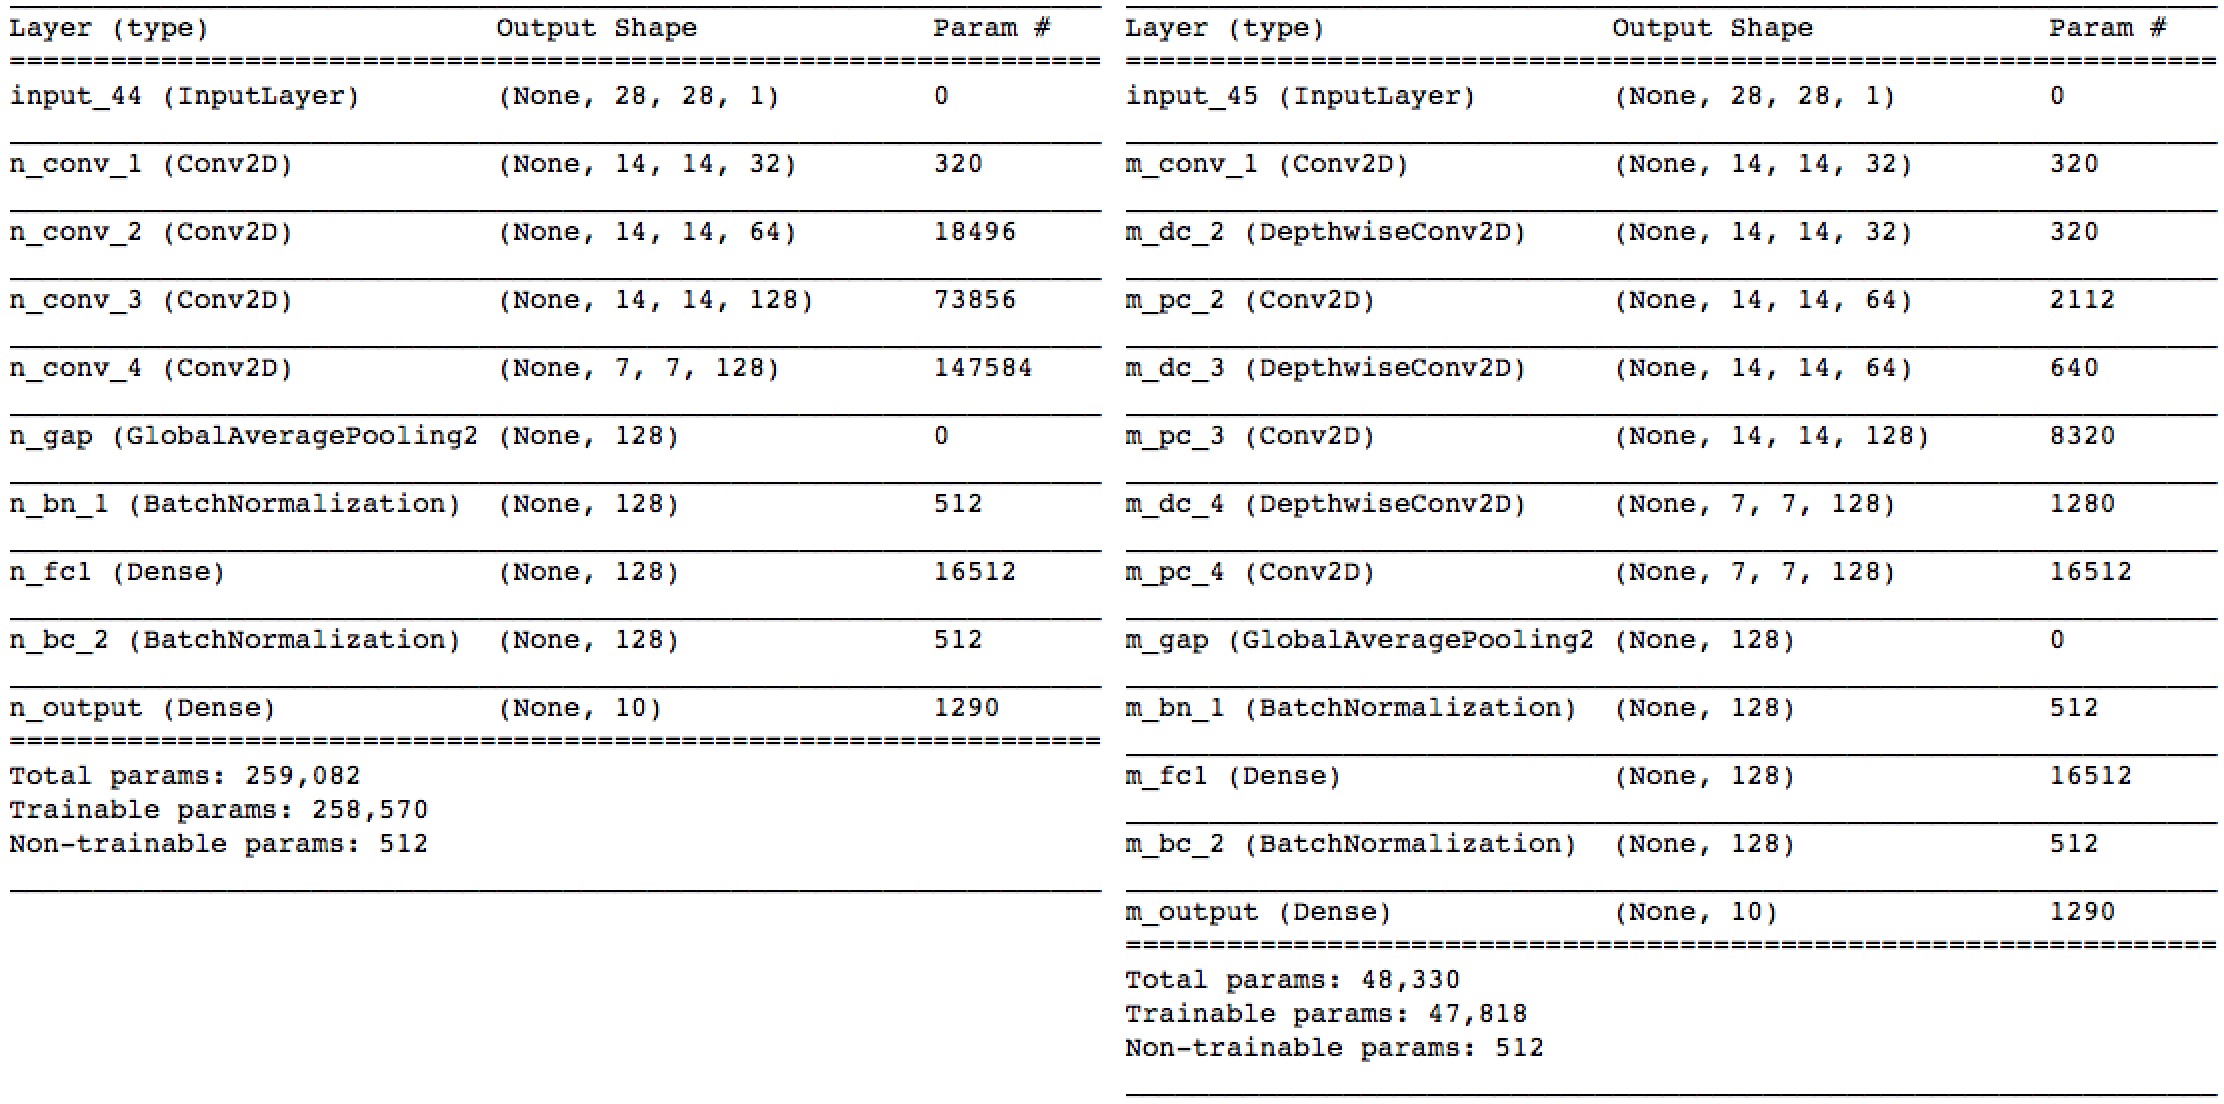 Layer (type) Output Shape Param #
=================================================================
input_44 (InputLayer) (None, 28, 28, 1) 0
n_conv_1 (Conv2D) (None, 14, 14, 32) 320
n_conv_2 (Conv2D) (None, 14, 14, 64) 18496
n_conv_3 (Conv2D) (None, 14, 14, 128) 73856
n_conv_4 (Conv2D) (None, 7, 7, 128) 147584
n_gap (GlobalAveragePooling2 (None, 128) 0
n_bn_1 (BatchNormalization) (None, 128) 512
n_fc1 (Dense) (None, 128) 16512
n_bc_2 (BatchNormalization) (None, 128) 512
n_output (Dense) (None, 10) 1290
=================================================================
Total params: 259,082
Trainable params: 258,570
Non-trainable params: 512
Layer (type) Output Shape Param #
=================================================================
input_45 (InputLayer) (None, 28, 28, 1) 0
m_conv_1 (Conv2D) (None, 14, 14, 32) 320
m_dc_2 (DepthwiseConv2D) (None, 14, 14, 32) 320
m_pc_2 (Conv2D) (None, 14, 14, 64) 2112
m_dc_3 (DepthwiseConv2D) (None, 14, 14, 64) 640
m_pc_3 (Conv2D) (None, 14, 14, 128) 8320
m_dc_4 (DepthwiseConv2D) (None, 7, 7, 128) 1280
m_pc_4 (Conv2D) (None, 7, 7, 128) 16512
m_gap (GlobalAveragePooling2 (None, 128) 0
m_bn_1 (BatchNormalization) (None, 128) 512
m_fc1 (Dense) (None, 128) 16512
m_bc_2 (BatchNormalization) (None, 128) 512
m_output (Dense) (None, 10) 1290
=================================================================
Total params: 48,330
Trainable params: 47,818
Non-trainable params: 512